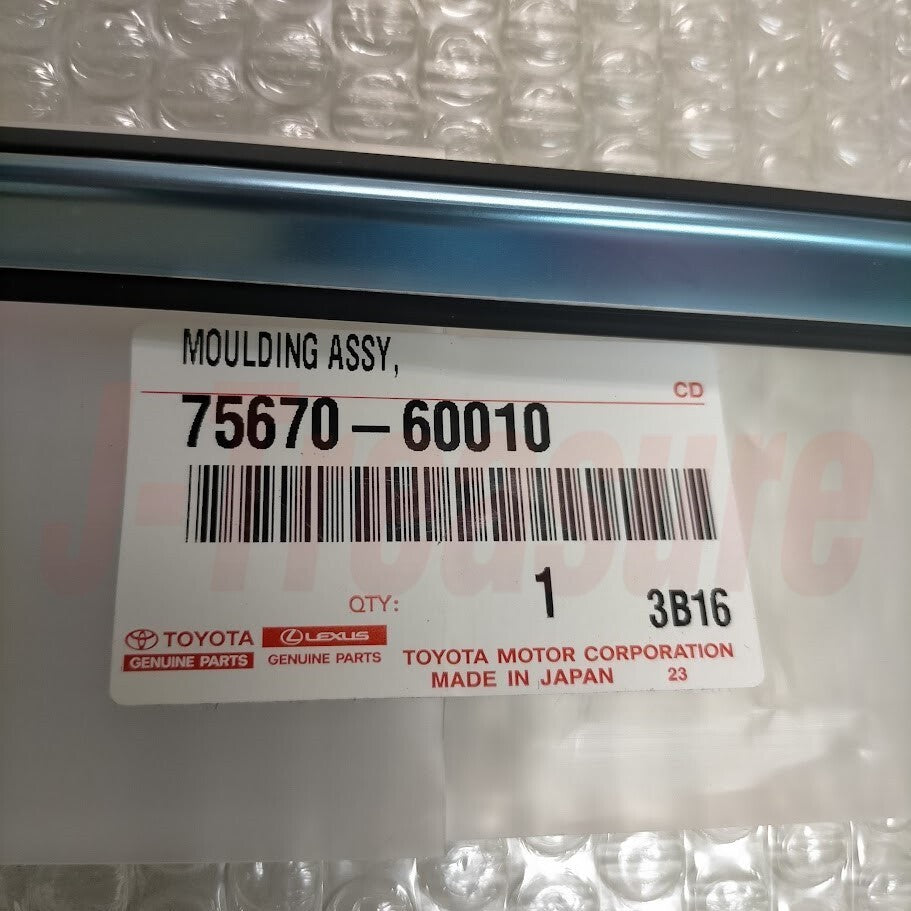 MOULDING ASSY,
CD
75670-60010
QTY: 1 3B16
TOYOTA LEXUS
GENUINE PARTS GENUINE PARTS
TOYOTA MOTOR CORPORATION
MADE IN JAPAN 23
J-Treasure